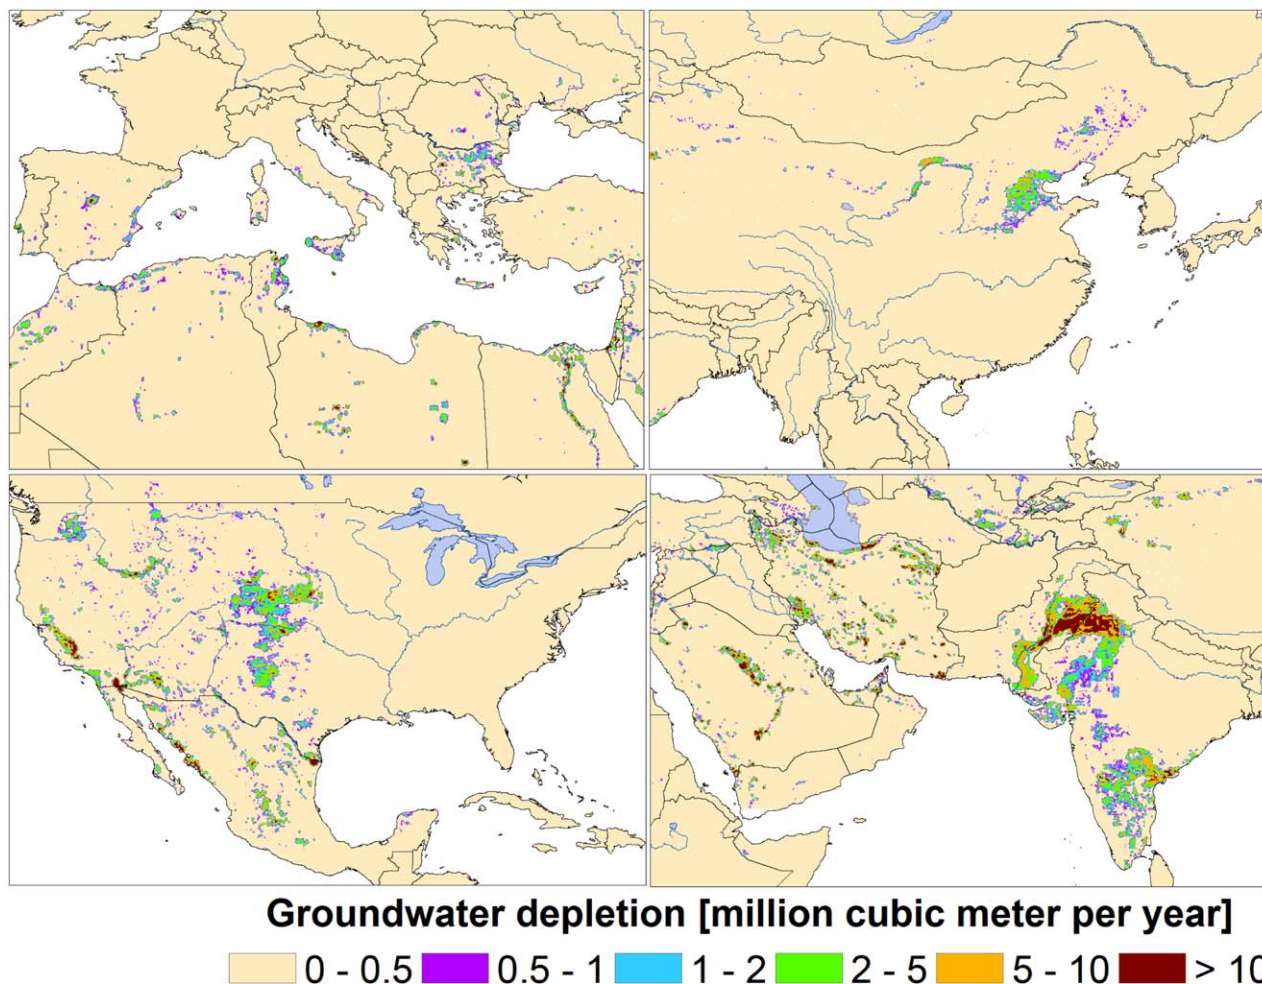 Groundwater depletion [million cubic meter per year]
0 - 0.5 0.5 - 1 1 - 2 2 - 5 5 - 10 > 10